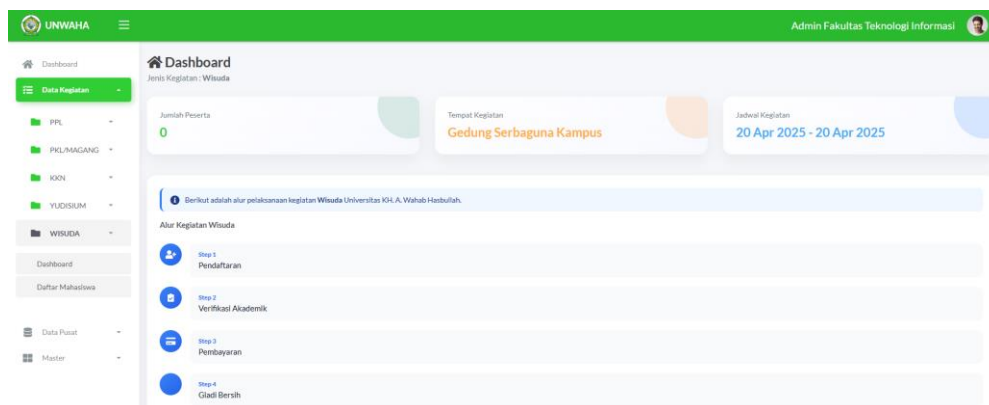 UNWAHA
Admin Fakultas Teknologi Informasi
Dashboard
Data Kegiatan
PPL
PKL/MAGANG
KKN
YUDISIUM
WISUDA
Dashboard
Daftar Mahasiswa
Data Pusat
Master
Dashboard
Jenis Kegiatan : Wisuda
Jumlah Peserta
0
Tempat Kegiatan
Gedung Serbaguna Kampus
Jadwal Kegiatan
20 Apr 2025 - 20 Apr 2025
Berikut adalah alur pelaksanaan kegiatan Wisuda Universitas KH. A. Wahab Hasbullah.
Alur Kegiatan Wisuda
Step 1
Pendaftaran
Step 2
Verifikasi Akademik
Step 3
Pembayaran
Step 4
Gladi Bersih